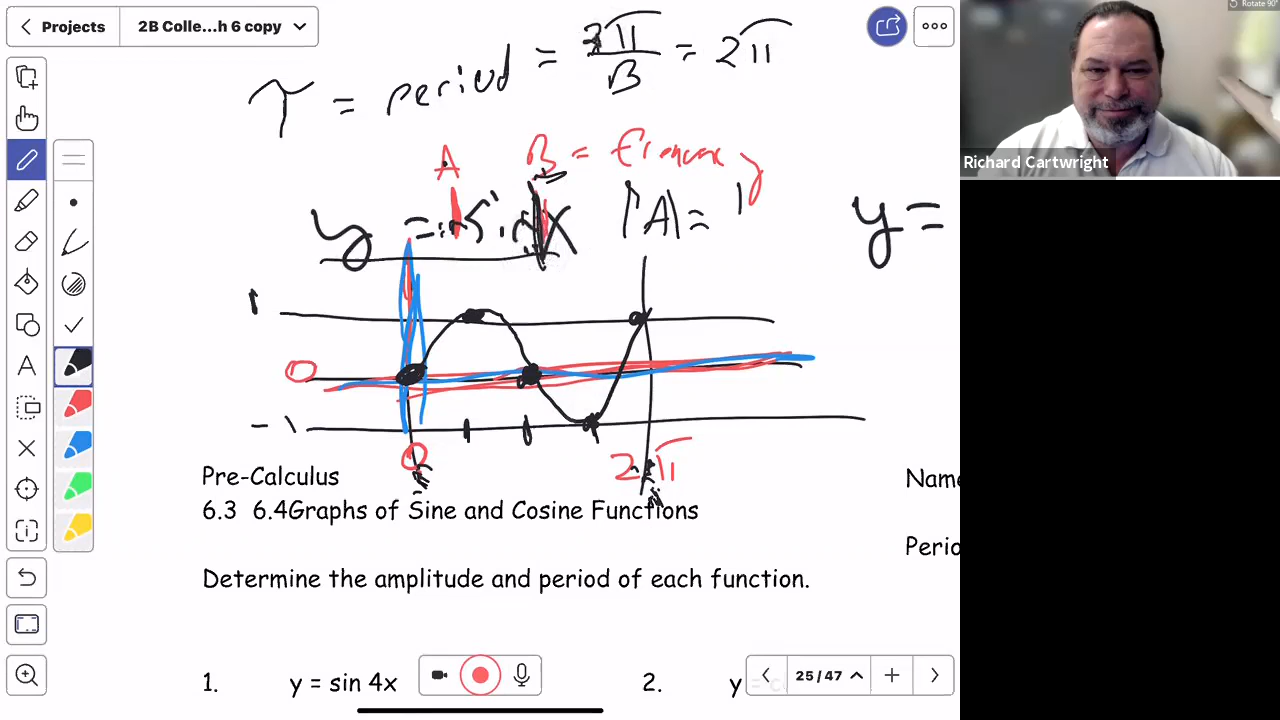 Projects
2B Colle...h 6 copy
Rotate 90°
T = period = 2π/B = 2π
A
B = frequency
y = sin x
|A| = 1
y =
1
0
-1
0
2π
Richard Cartwright
Pre-Calculus
Name
6.3 6.4Graphs of Sine and Cosine Functions
Perio
Determine the amplitude and period of each function.
1. y = sin 4x
2. y
25/47